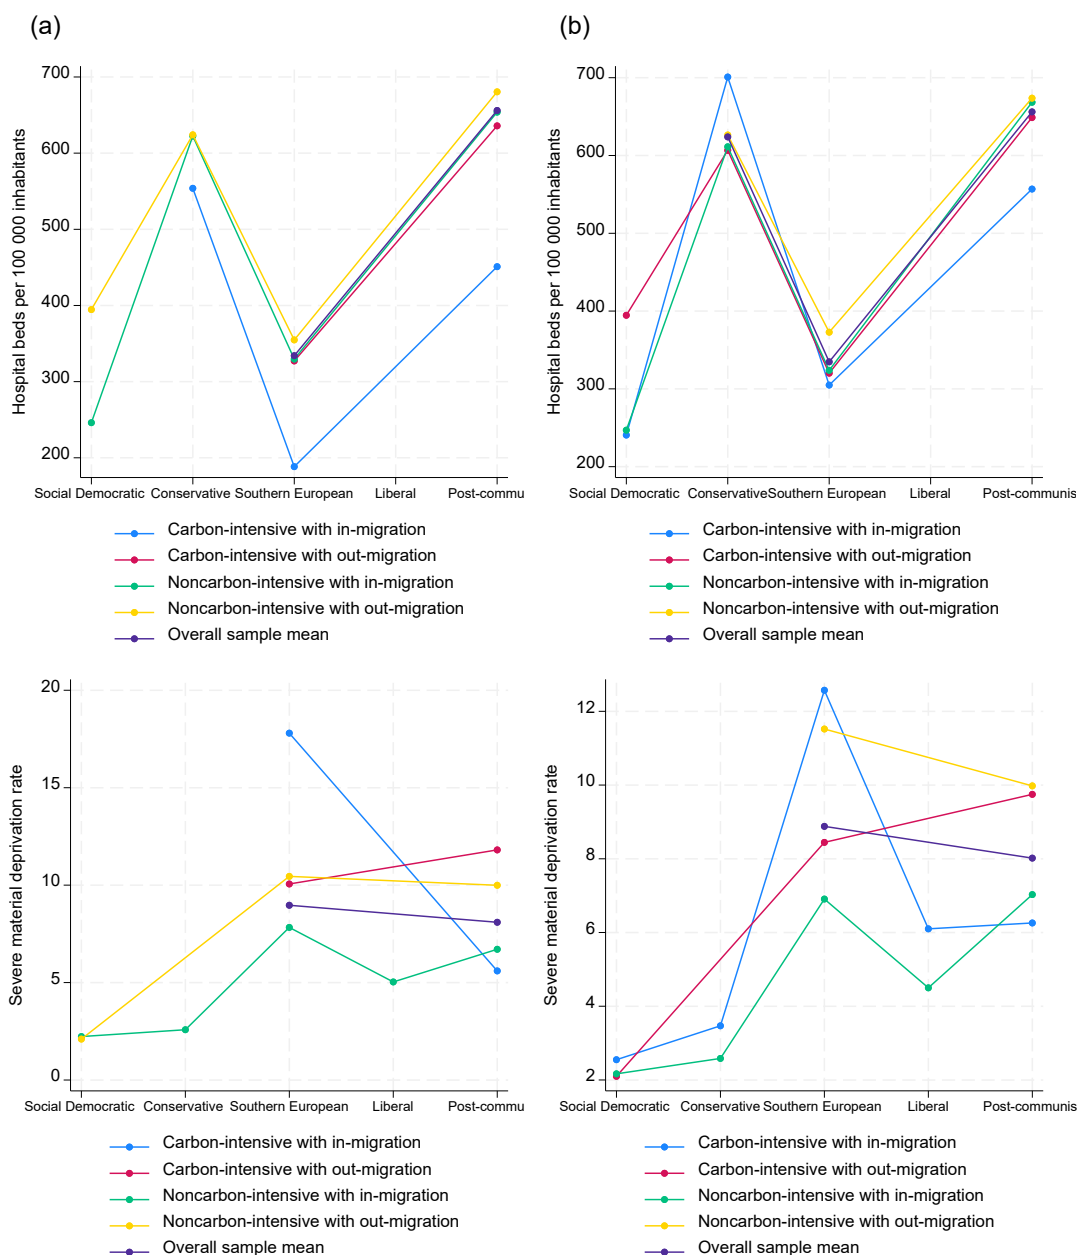 (a)
Hospital beds per 100 000 inhabitants
700
600
500
400
300
200
Social Democratic Conservative Southern European Liberal Post-commu
Carbon-intensive with in-migration
Carbon-intensive with out-migration
Noncarbon-intensive with in-migration
Noncarbon-intensive with out-migration
Overall sample mean
(b)
Hospital beds per 100 000 inhabitants
700
600
500
400
300
200
Social Democratic Conservative Southern European Liberal Post-communis
Carbon-intensive with in-migration
Carbon-intensive with out-migration
Noncarbon-intensive with in-migration
Noncarbon-intensive with out-migration
Overall sample mean
Severe material deprivation rate
20
15
10
5
0
Social Democratic Conservative Southern European Liberal Post-commu
Carbon-intensive with in-migration
Carbon-intensive with out-migration
Noncarbon-intensive with in-migration
Noncarbon-intensive with out-migration
Overall sample mean
Severe material deprivation rate
12
10
8
6
4
2
Social Democratic Conservative Southern European Liberal Post-communis
Carbon-intensive with in-migration
Carbon-intensive with out-migration
Noncarbon-intensive with in-migration
Noncarbon-intensive with out-migration
Overall sample mean